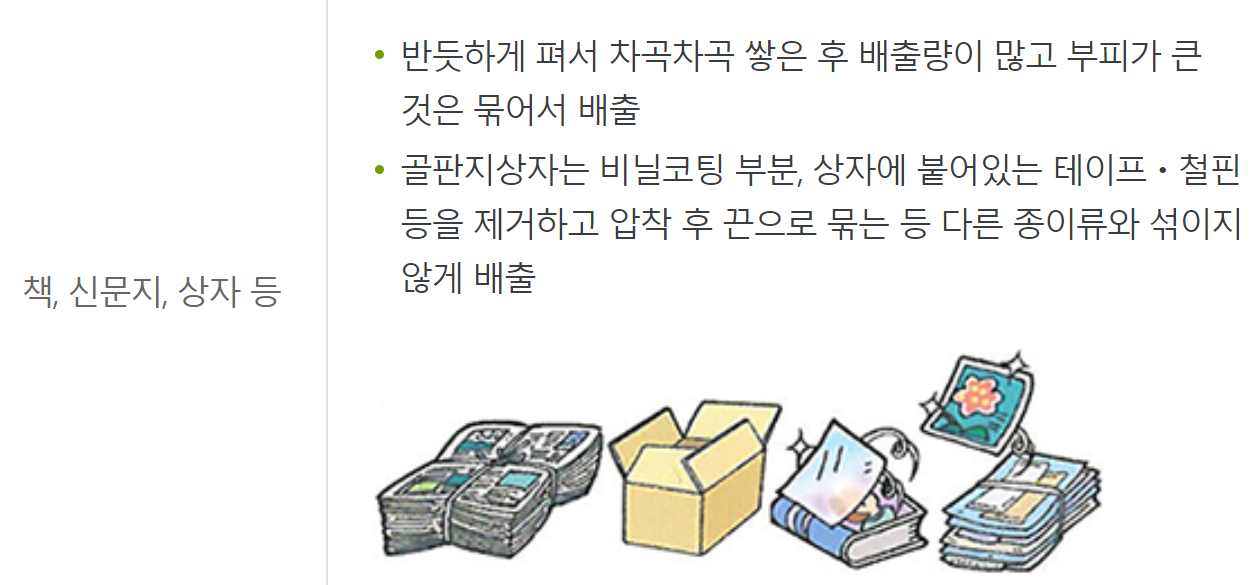 책, 신문지, 상자 등
반듯하게 펴서 차곡차곡 쌓은 후 배출량이 많고 부피가 큰
것은 묶어서 배출
골판지상자는 비닐코팅 부분, 상자에 붙어있는 테이프・철핀
등을 제거하고 압착 후 끈으로 묶는 등 다른 종이류와 섞이지
않게 배출